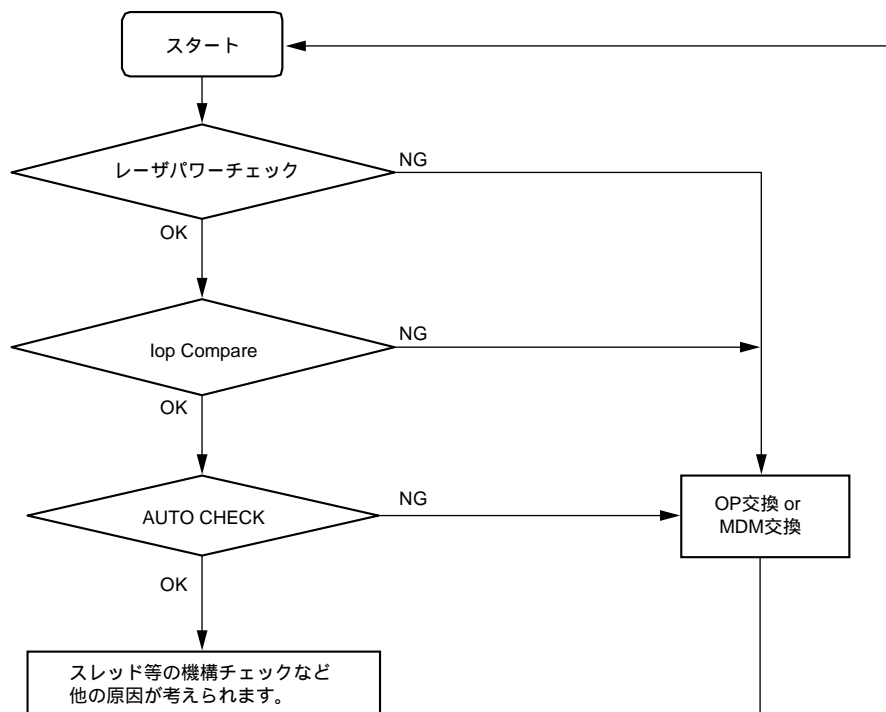 スタート
レーザパワーチェック
NG
OK
Iop Compare
NG
OK
AUTO CHECK
NG
OP交換 or
MDM交換
OK
スレッド等の機構チェックなど
他の原因が考えられます。